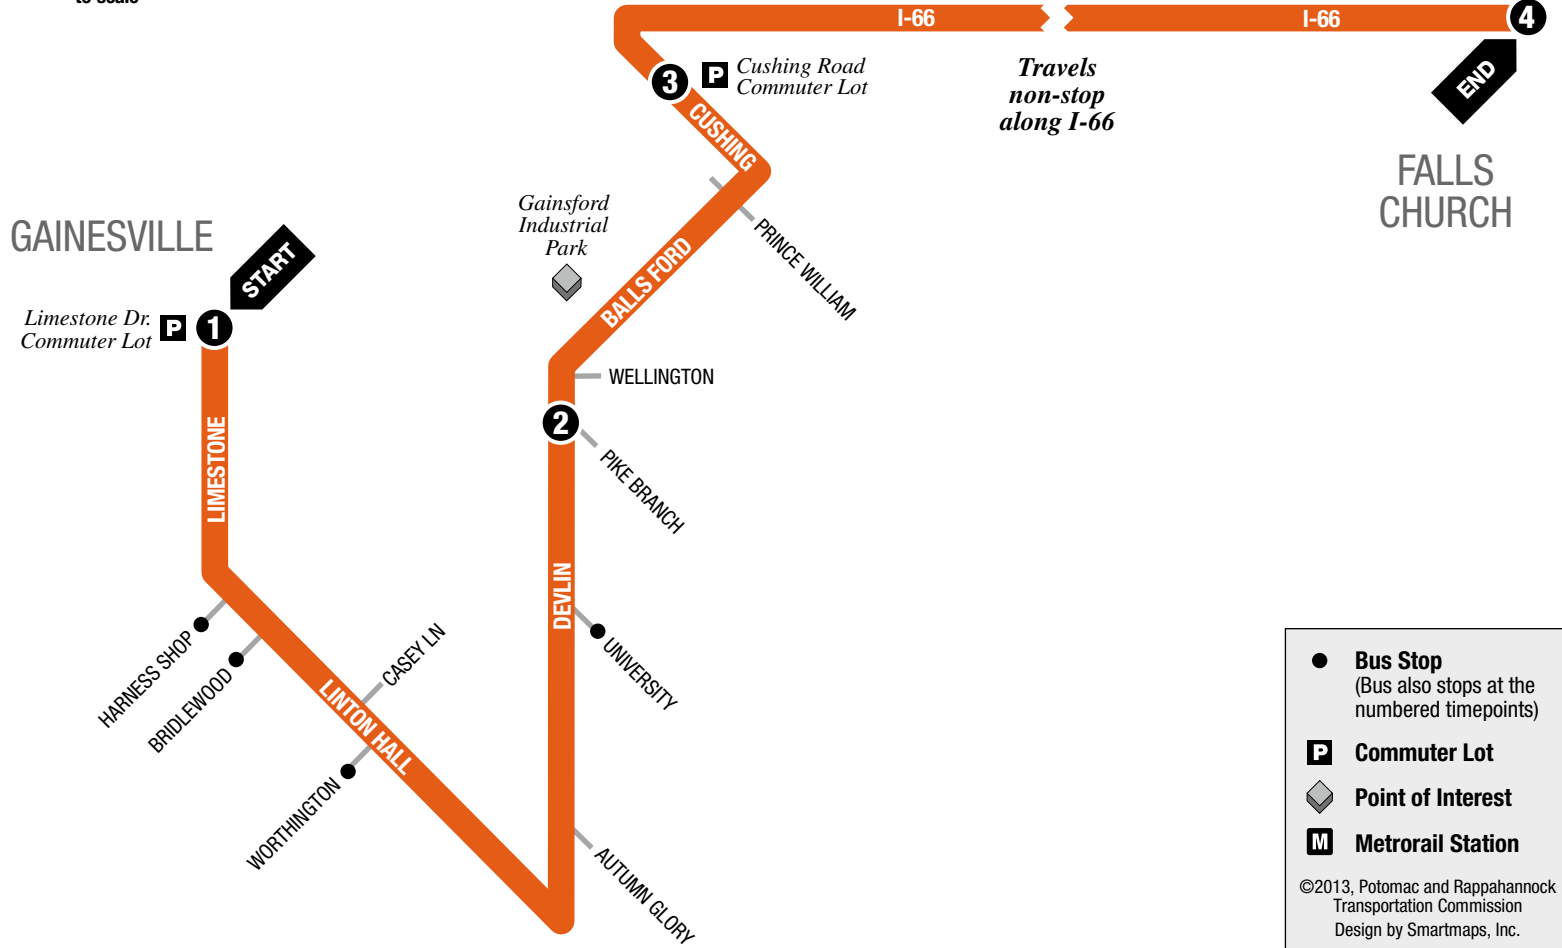 to scale
I-66
I-66
4
END
3
P
Cushing Road
Commuter Lot
Travels
non-stop
along I-66
CUSHING
FALLS
CHURCH
GAINESVILLE
START
Gainsford
Industrial
Park
PRINCE WILLIAM
BALLS FORD
Limestone Dr.
Commuter Lot
P
1
WELLINGTON
2
PIKE BRANCH
LIMESTONE
DEVLIN
HARNESS SHOP
BRIDLEWOOD
CASEY LN
LINTON HALL
UNIVERSITY
WORTHINGTON
AUTUMN GLORY
Bus Stop
(Bus also stops at the
numbered timepoints)
P Commuter Lot
Point of Interest
M Metrorail Station
©2013, Potomac and Rappahannock
Transportation Commission
Design by Smartmaps, Inc.